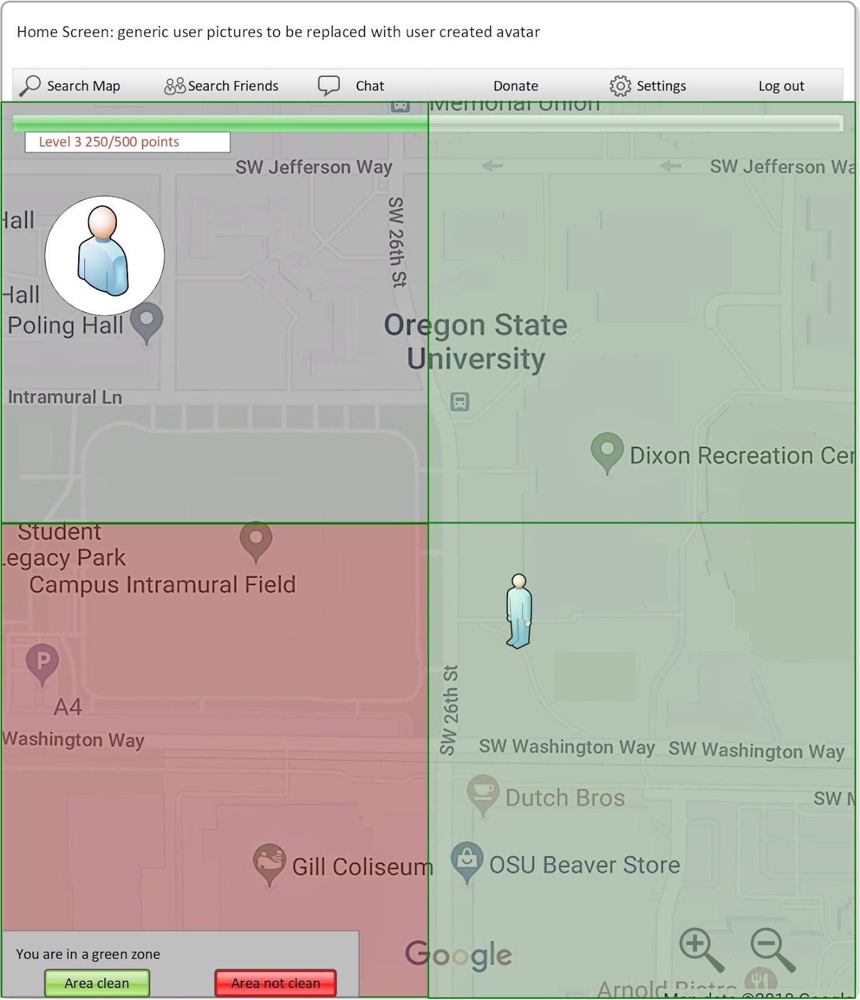 Home Screen: generic user pictures to be replaced with user created avatar
Search Map Search Friends Chat Donate Settings Log out
Memorial Union
Level 3 250/500 points
SW Jefferson Way
SW Jefferson Wa
SW 26th St
Hall
Hall
Poling Hall
Oregon State
University
Intramural Ln
Dixon Recreation Cen
Student
Legacy Park
Campus Intramural Field
P
A4
SW 26th St
Washington Way
SW Washington Way
SW Washington Way
Dutch Bros
SW M
Gill Coliseum
OSU Beaver Store
You are in a green zone
Google
Area clean Area not clean
Arnold Bistro
Map data ©2018 Google